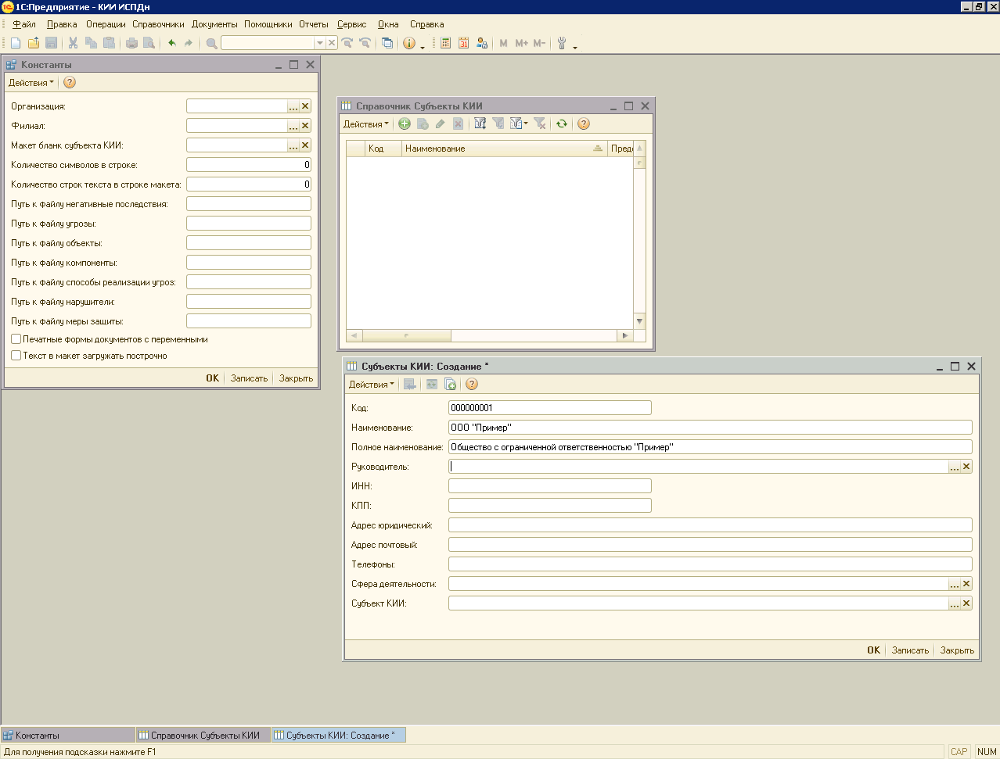 1С:Предприятие - КИИ ИСПДн
Файл Правка Операции Справочники Документы Помощники Отчеты Сервис Окна Справка
31 M M+ M-
Константы
Действия
Организация: ...
Филиал: ...
Макет бланк субъекта КИИ: ...
Количество символов в строке: 0
Количество строк текста в строке макета: 0
Путь к файлу негативные последствия:
Путь к файлу угрозы:
Путь к файлу объекты:
Путь к файлу компоненты:
Путь к файлу способы реализации угроз:
Путь к файлу нарушители:
Путь к файлу меры защиты:
Печатные формы документов с переменными
Текст в макет загружать построчно
OK Записать Закрыть
Справочник Субъекты КИИ
Действия
Код Наименование Предс
Субъекты КИИ: Создание *
Действия
Код: 000000001
Наименование: ООО "Пример"
Полное наименование: Общество с ограниченной ответственностью "Пример"
Руководитель: ...
ИНН:
КПП:
Адрес юридический:
Адрес почтовый:
Телефоны:
Сфера деятельности: ...
Субъект КИИ: ...
OK Записать Закрыть
Константы Справочник Субъекты КИИ Субъекты КИИ: Создание *
Для получения подсказки нажмите F1 CAP NUM